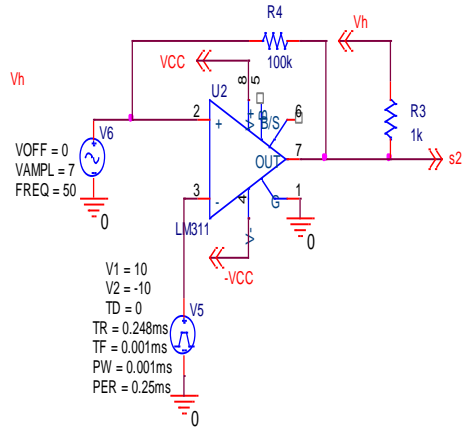 R4
100k
Vh
VCC
Vh
U2
8
5
B/S
6
V+
R3
1k
2
+
V6
VOFF = 0
VAMPL = 7
FREQ = 50
0
OUT
7
s2
3
-
4
V-
G
1
LM311
0
-VCC
V1 = 10
V2 = -10
TD = 0
TR = 0.248ms
TF = 0.001ms
PW = 0.001ms
PER = 0.25ms
V5
0